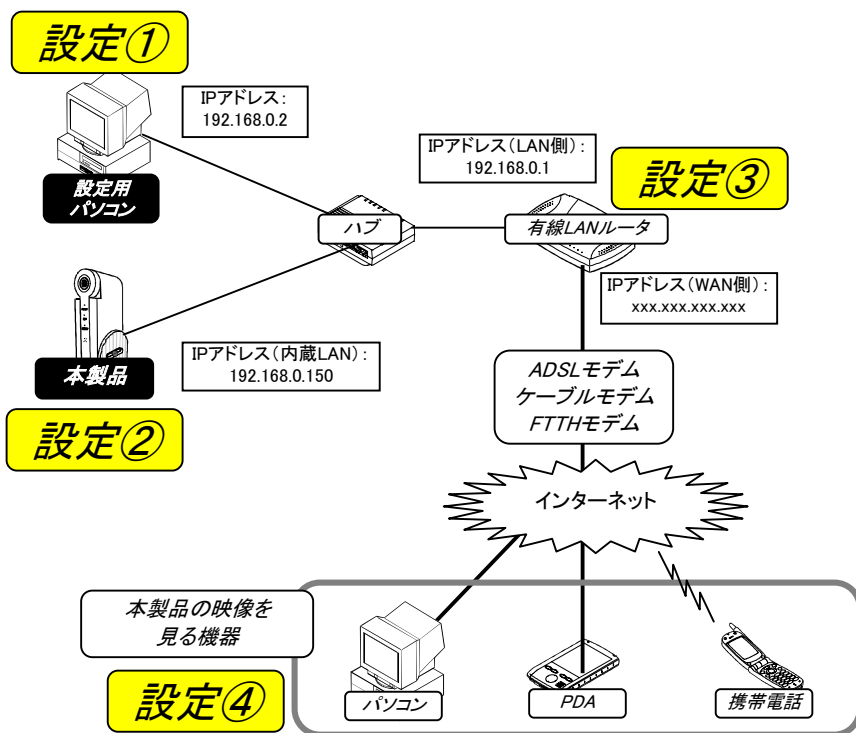 設定①
IPアドレス：
192.168.0.2
設定用
パソコン
IPアドレス（LAN側）：
192.168.0.1
設定③
ハブ
有線LANルータ
IPアドレス（WAN側）：
xxx.xxx.xxx.xxx
本製品
IPアドレス（内蔵LAN）：
192.168.0.150
設定②
ADSLモデム
ケーブルモデム
FTTHモデム
インターネット
本製品の映像を
見る機器
設定④
パソコン
PDA
携帯電話